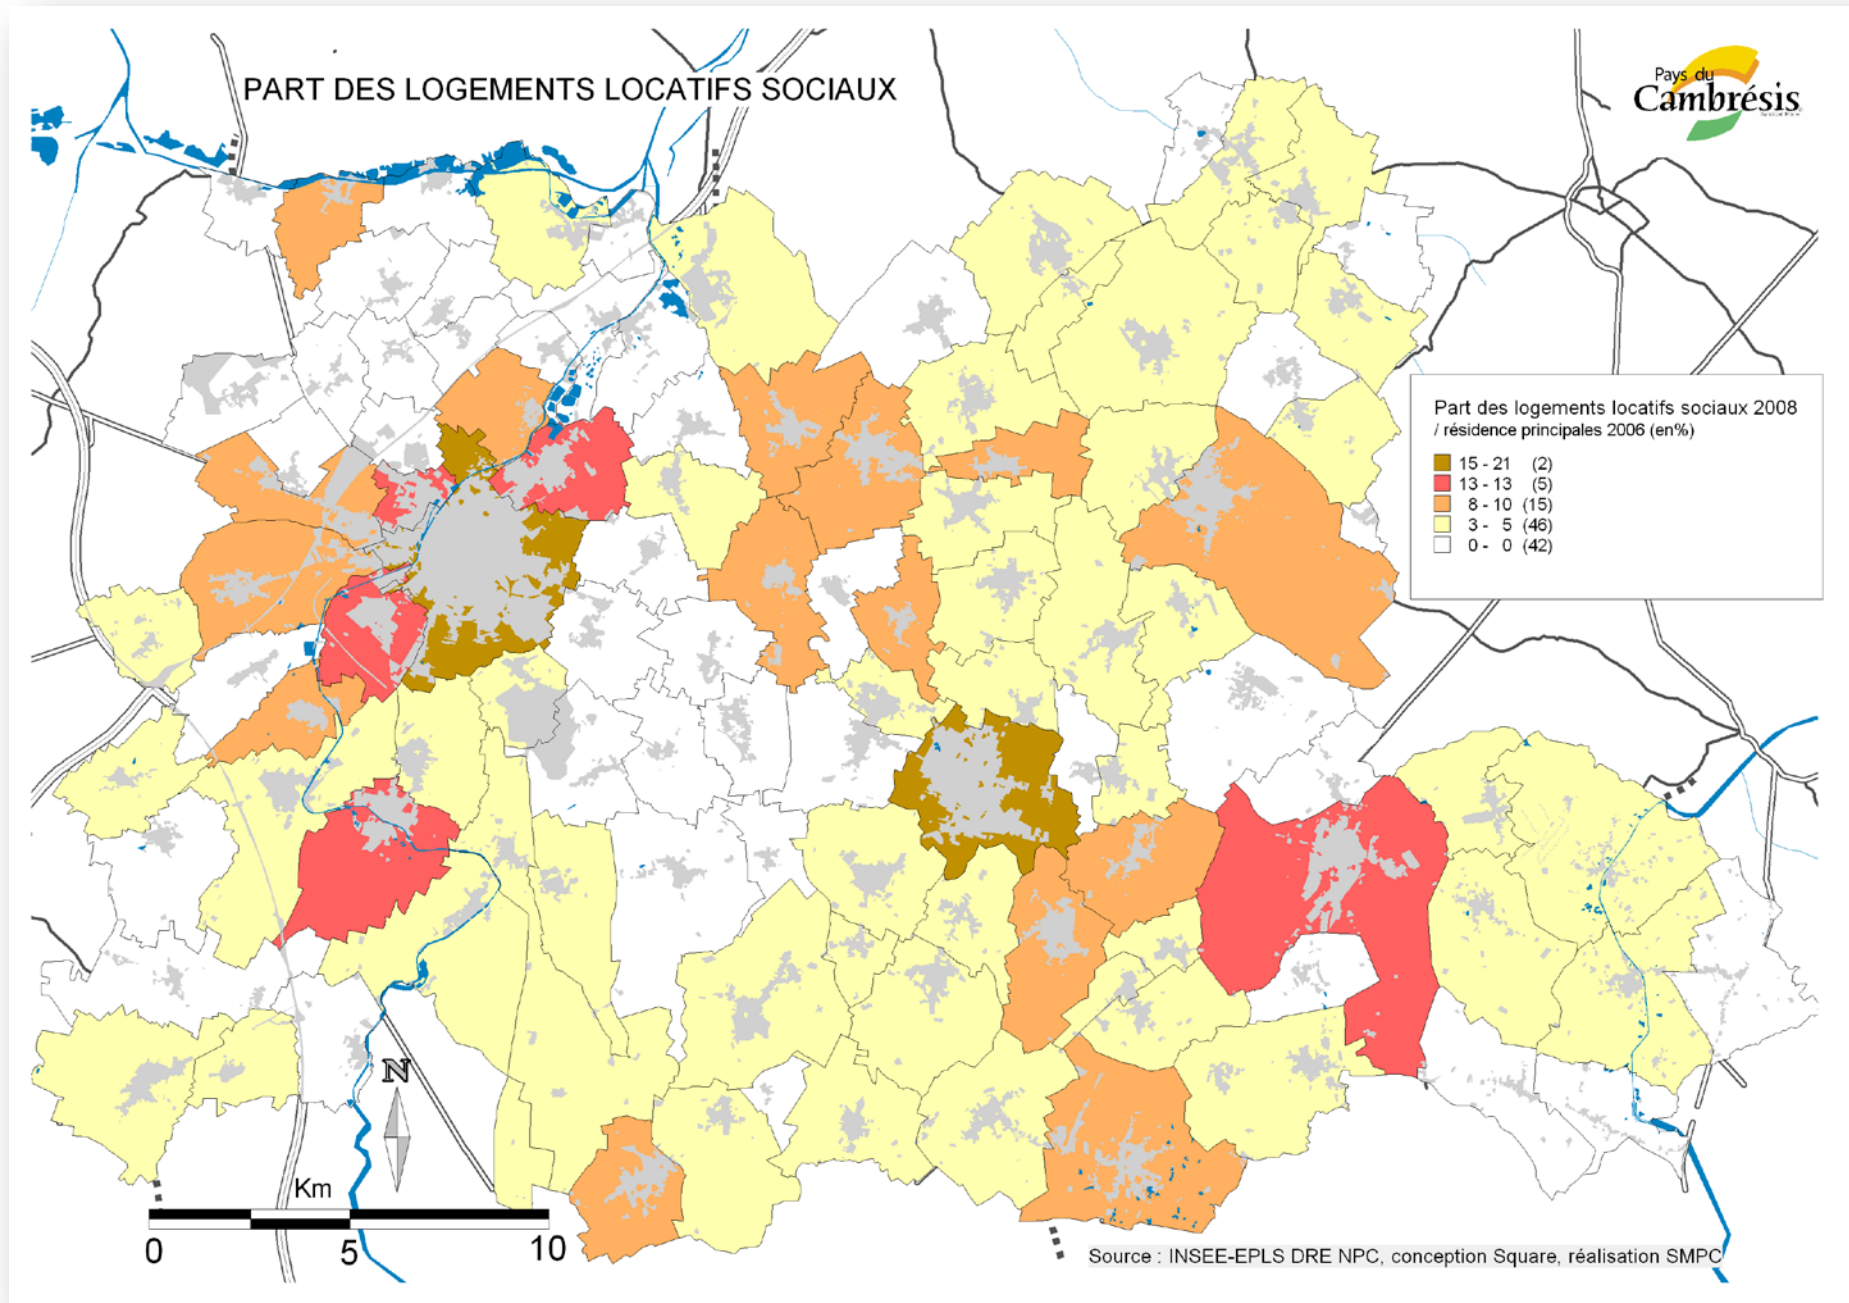 PART DES LOGEMENTS LOCATIFS SOCIAUX
Pays du
Cambrésis
Part des logements locatifs sociaux 2008
/ résidence principales 2006 (en%)
15 - 21 (2)
13 - 13 (5)
8 - 10 (15)
3 - 5 (46)
0 - 0 (42)
N
Km
0 5 10
Source : INSEE-EPLS DRE NPC, conception Square, réalisation SMPC